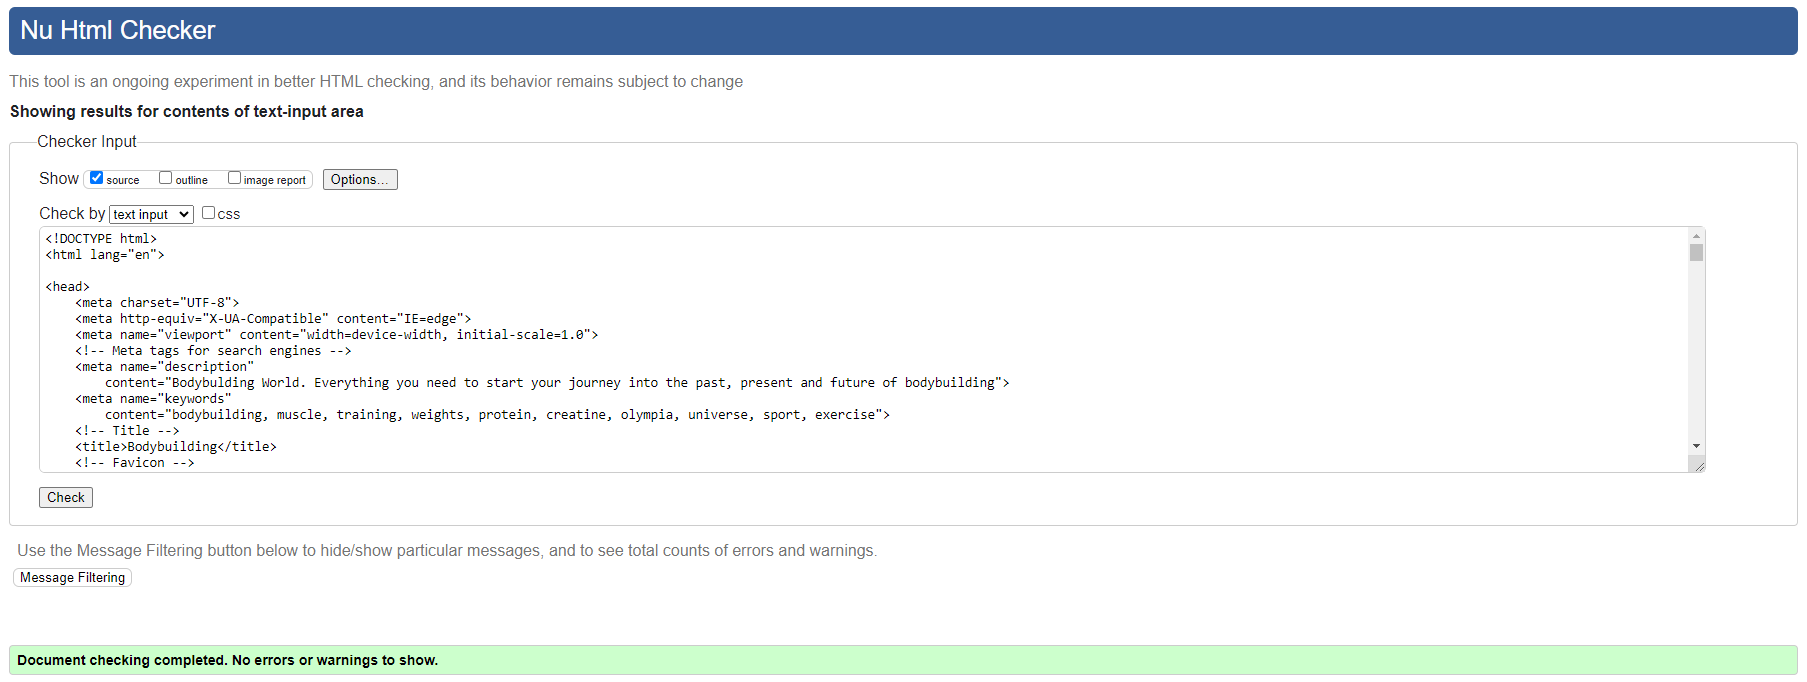 Nu Html Checker
This tool is an ongoing experiment in better HTML checking, and its behavior remains subject to change
Showing results for contents of text-input area
Checker Input
Show source outline image report Options...
Check by text input css
<!DOCTYPE html>
<html lang="en">
<head>
<meta charset="UTF-8">
<meta http-equiv="X-UA-Compatible" content="IE=edge">
<meta name="viewport" content="width=device-width, initial-scale=1.0">
<!-- Meta tags for search engines -->
<meta name="description"
content="Bodybulding World. Everything you need to start your journey into the past, present and future of bodybuilding">
<meta name="keywords"
content="bodybuilding, muscle, training, weights, protein, creatine, olympia, universe, sport, exercise">
<!-- Title -->
<title>Bodybuilding</title>
<!-- Favicon -->
Check
Use the Message Filtering button below to hide/show particular messages, and to see total counts of errors and warnings.
Message Filtering
Document checking completed. No errors or warnings to show.